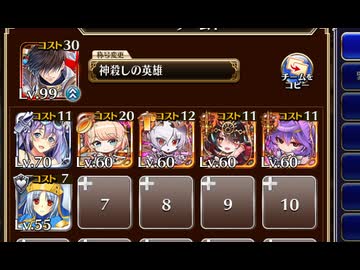 コスト30
称号変更
神殺しの英雄
チームを
コピー
Lv.99
コスト11
コスト20
コスト12
コスト11
コスト11
Lv.70
Lv.60
Lv.60
Lv.60
Lv.60
コスト7
7
8
9
10
Lv.55